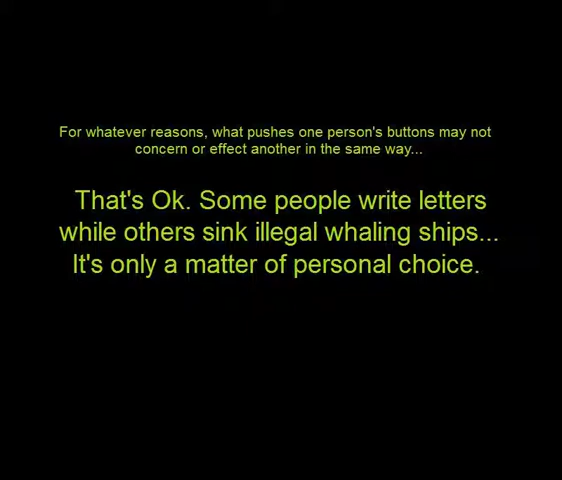 For whatever reasons, what pushes one person's buttons may not
concern or effect another in the same way...
That's Ok. Some people write letters
while others sink illegal whaling ships...
It's only a matter of personal choice.